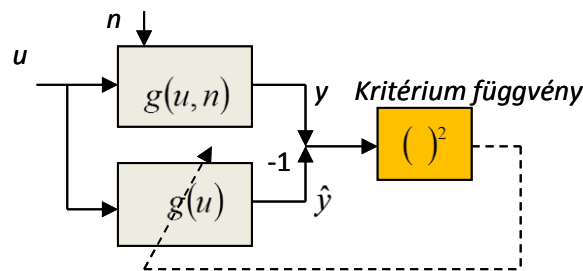 n
u
g(u, n)
y
Kritérium függvény
( )²
-1
g(u)
ŷ